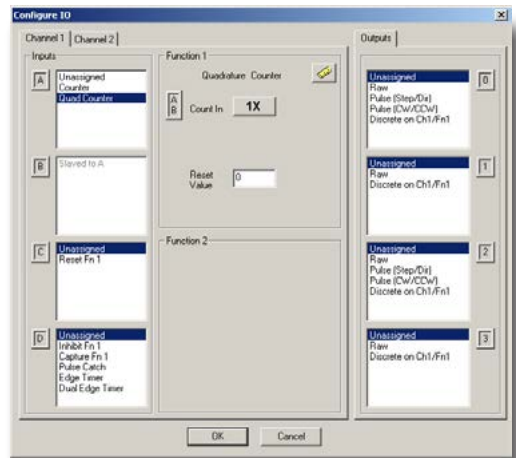 Configure IO
Channel 1
Channel 2
Inputs
A
Unassigned
Counter
Quad Counter
B
Slaved to A
C
Unassigned
Reset Fn 1
D
Unassigned
Inhibit Fn 1
Capture Fn 1
Pulse Catch
Edge Timer
Dual Edge Timer
Function 1
Quadrature Counter
A
B
Count In
1X
Reset
Value
0
Function 2
Outputs
Unassigned
Raw
Pulse (Step/Dir)
Pulse (CW/CCW)
Discrete on Ch1/Fn1
0
Unassigned
Raw
Discrete on Ch1/Fn1
1
Unassigned
Raw
Pulse (Step/Dir)
Pulse (CW/CCW)
Discrete on Ch1/Fn1
2
Unassigned
Raw
Discrete on Ch1/Fn1
3
OK
Cancel